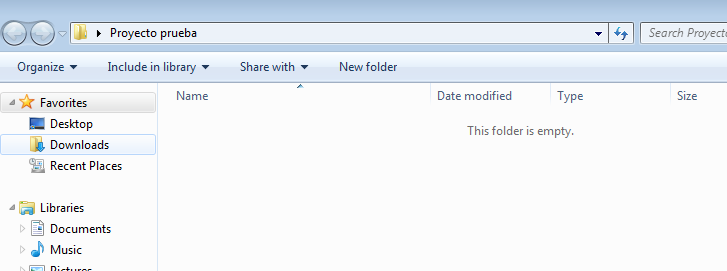 Proyecto prueba
Search Proyect
Organize Include in library Share with New folder
Favorites
Desktop
Downloads
Recent Places
Libraries
Documents
Music
Pictures
Name Date modified Type Size
This folder is empty.